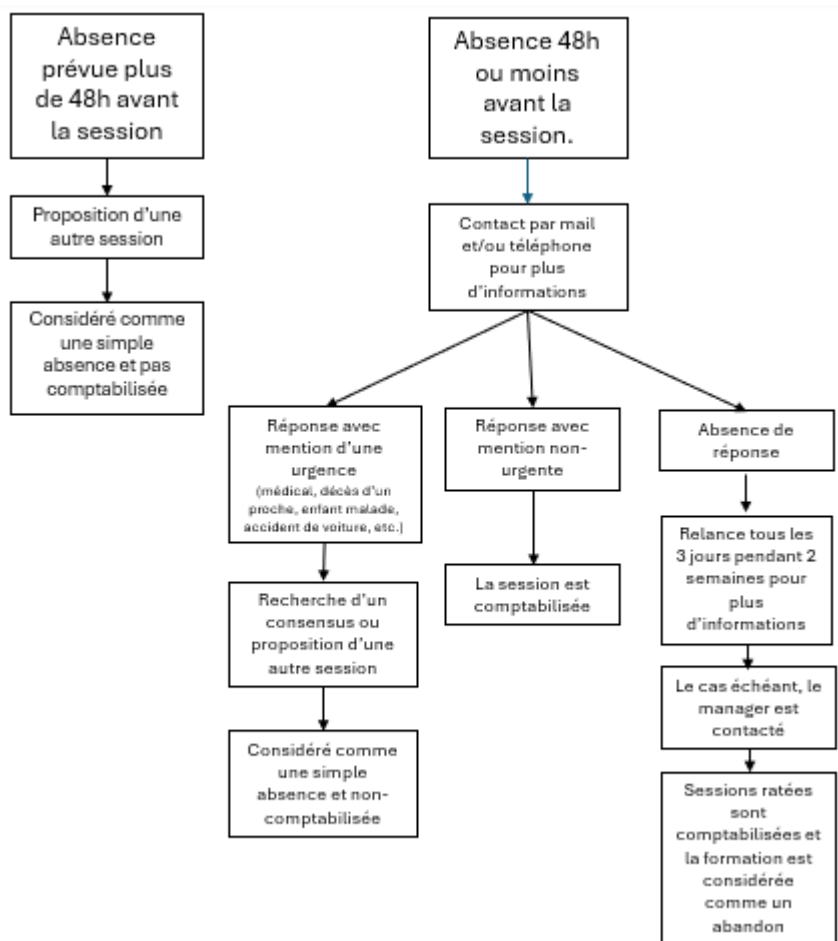 Absence
prévue plus
de 48h avant
la session
Proposition d'une
autre session
Considéré comme
une simple
absence et pas
comptabilisée
Absence 48h
ou moins
avant la
session.
Contact par mail
et/ou téléphone
pour plus
d'informations
Réponse avec
mention d'une
urgence
(médical, décès d'un
proche, enfant malade,
accident de voiture, etc.)
Recherche d'un
consensus ou
proposition d'une
autre session
Considéré comme
une simple
absence et non-
comptabilisée
Réponse avec
mention non-
urgente
La session est
comptabilisée
Absence de
réponse
Relance tous les
3 jours pendant 2
semaines pour
plus
d'informations
Le cas échéant, le
manager est
contacté
Sessions ratées
sont
comptabilisées et
la formation est
considérée
comme un
abandon